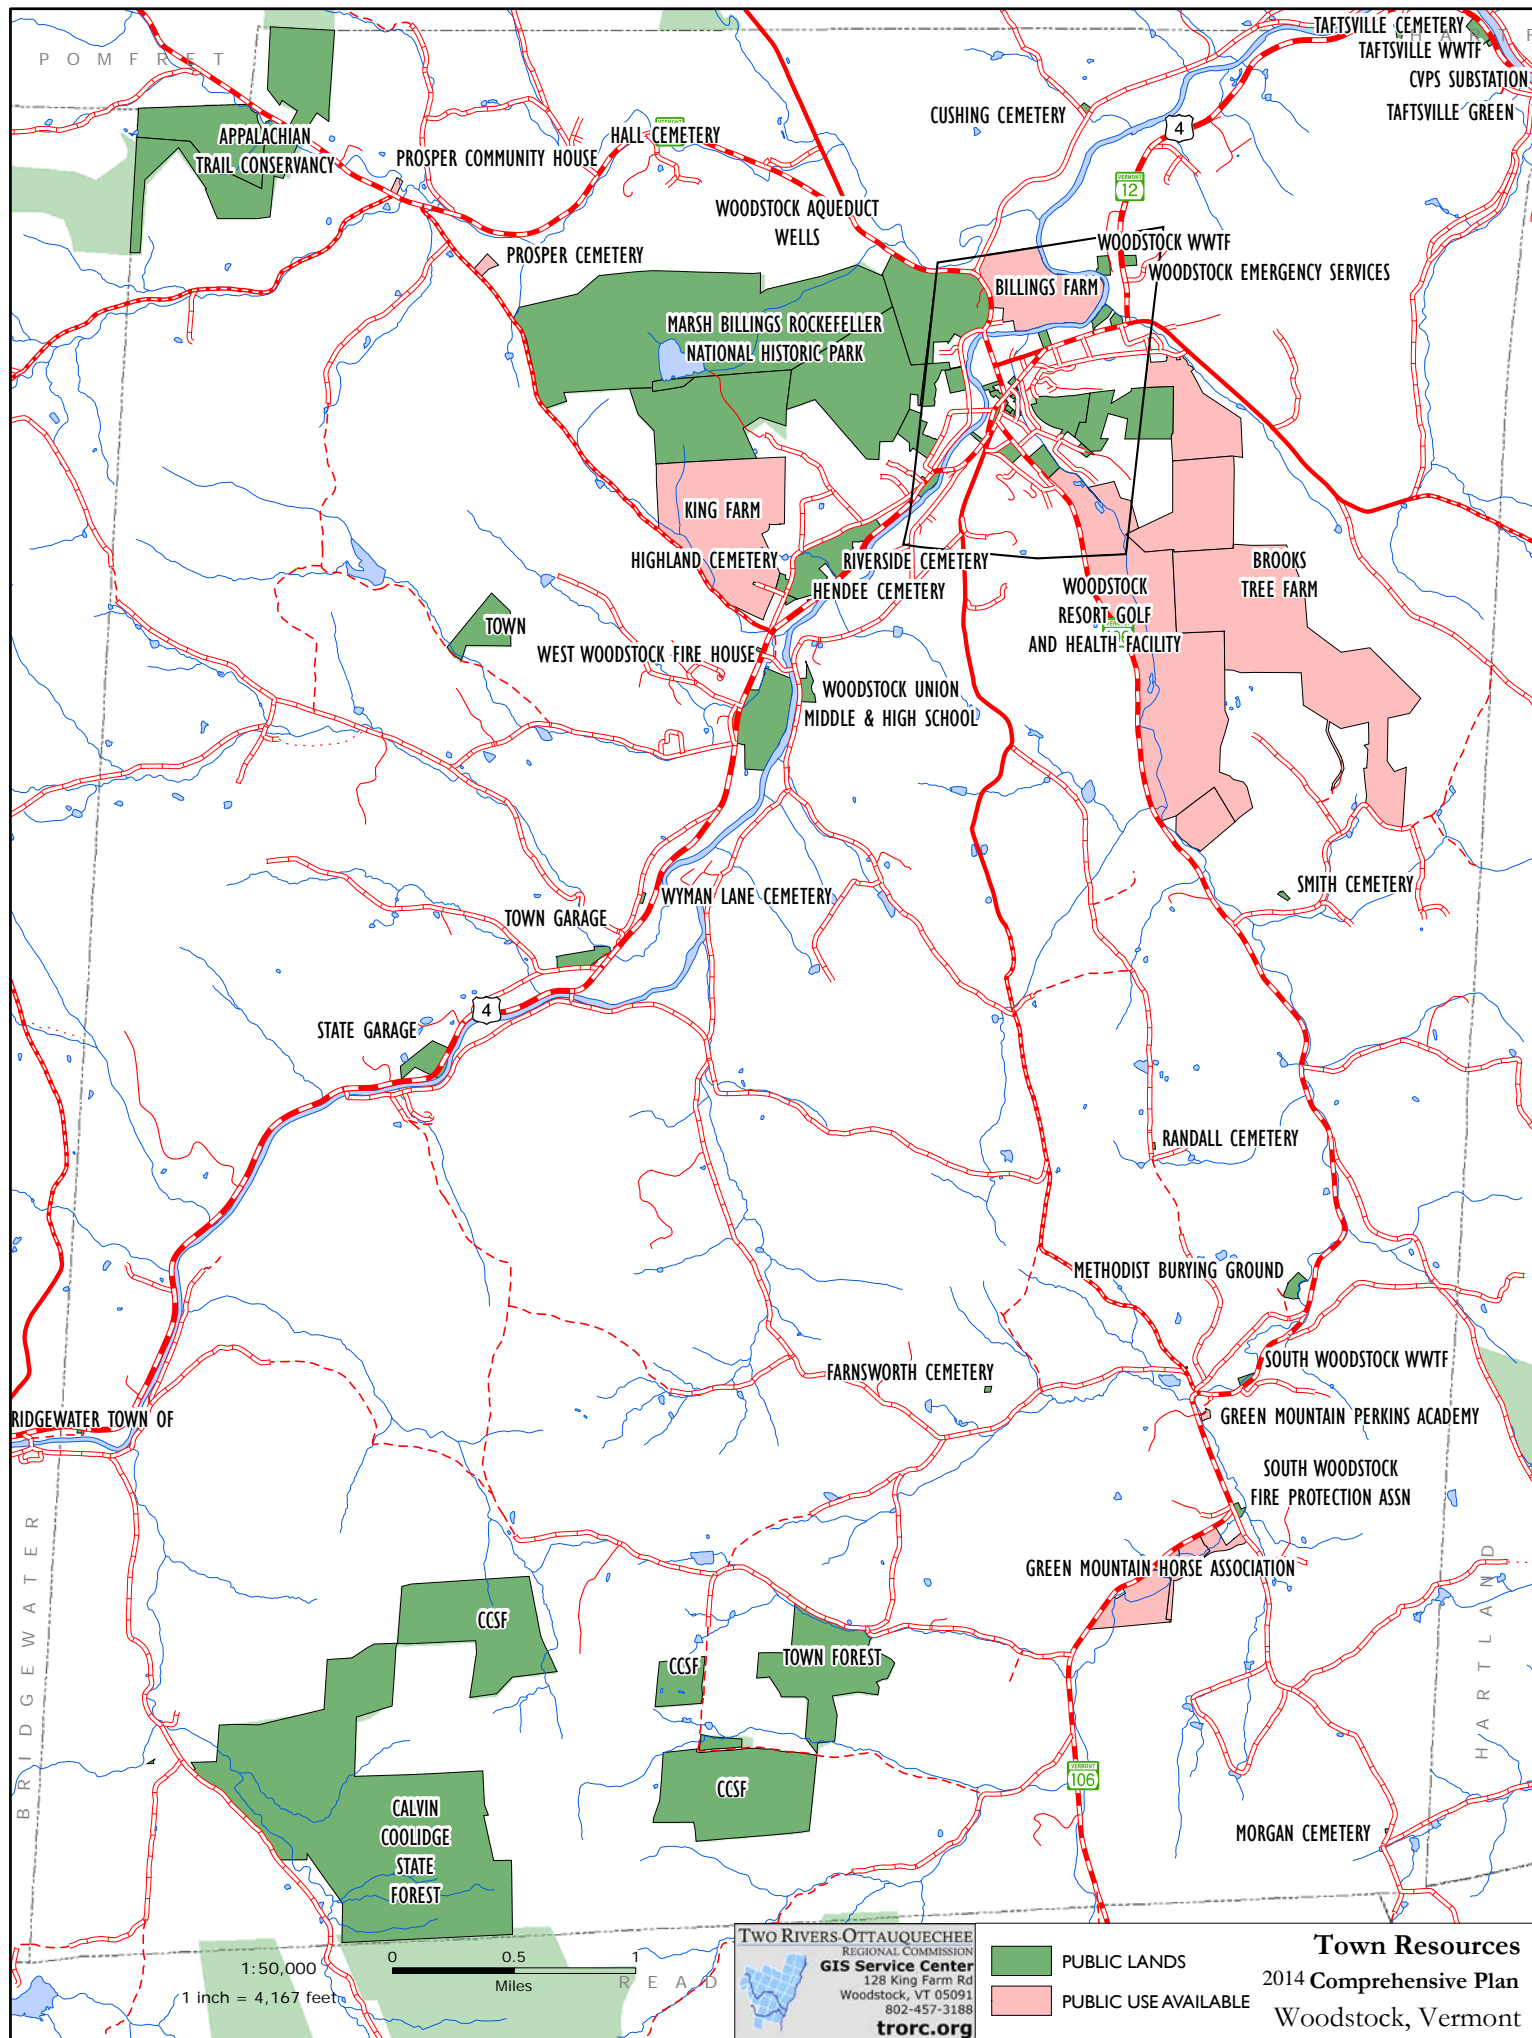 TAFTSVILLE CEMETERY
POMFRET
TAFTSVILLE WWTF
CVPS SUBSTATION
TAFTSVILLE GREEN
CUSHING CEMETERY
4
APPALACHIAN
TRAIL CONSERVANCY
HALL CEMETERY
VERMONT
PROSPER COMMUNITY HOUSE
VERMONT
12
WOODSTOCK AQUEDUCT
WELLS
WOODSTOCK WWTF
PROSPER CEMETERY
WOODSTOCK EMERGENCY SERVICES
BILLINGS FARM
MARSH BILLINGS ROCKEFELLER
NATIONAL HISTORIC PARK
KING FARM
HIGHLAND CEMETERY
RIVERSIDE CEMETERY
HENDEE CEMETERY
BROOKS
TREE FARM
WOODSTOCK
RESORT GOLF
AND HEALTH FACILITY
VERMONT
106
TOWN
WEST WOODSTOCK FIRE HOUSE
WOODSTOCK UNION
MIDDLE & HIGH SCHOOL
SMITH CEMETERY
WYMAN LANE CEMETERY
TOWN GARAGE
4
STATE GARAGE
RANDALL CEMETERY
METHODIST BURYING GROUND
SOUTH WOODSTOCK WWTF
FARNSWORTH CEMETERY
RIDGEWATER TOWN OF
GREEN MOUNTAIN PERKINS ACADEMY
SOUTH WOODSTOCK
FIRE PROTECTION ASSN
GREEN MOUNTAIN HORSE ASSOCIATION
BRIDGEWATER
HARTLAND
CCSF
CCSF
TOWN FOREST
CCSF
VERMONT
106
CALVIN
COOLIDGE
STATE
FOREST
MORGAN CEMETERY
1:50,000
1 inch = 4,167 feet
0 0.5 1
Miles
READ
TWO RIVERS-OTTAUQUECHEE
REGIONAL COMMISSION
GIS Service Center
128 King Farm Rd
Woodstock, VT 05091
802-457-3188
trorc.org
PUBLIC LANDS
PUBLIC USE AVAILABLE
Town Resources
2014 Comprehensive Plan
Woodstock, Vermont